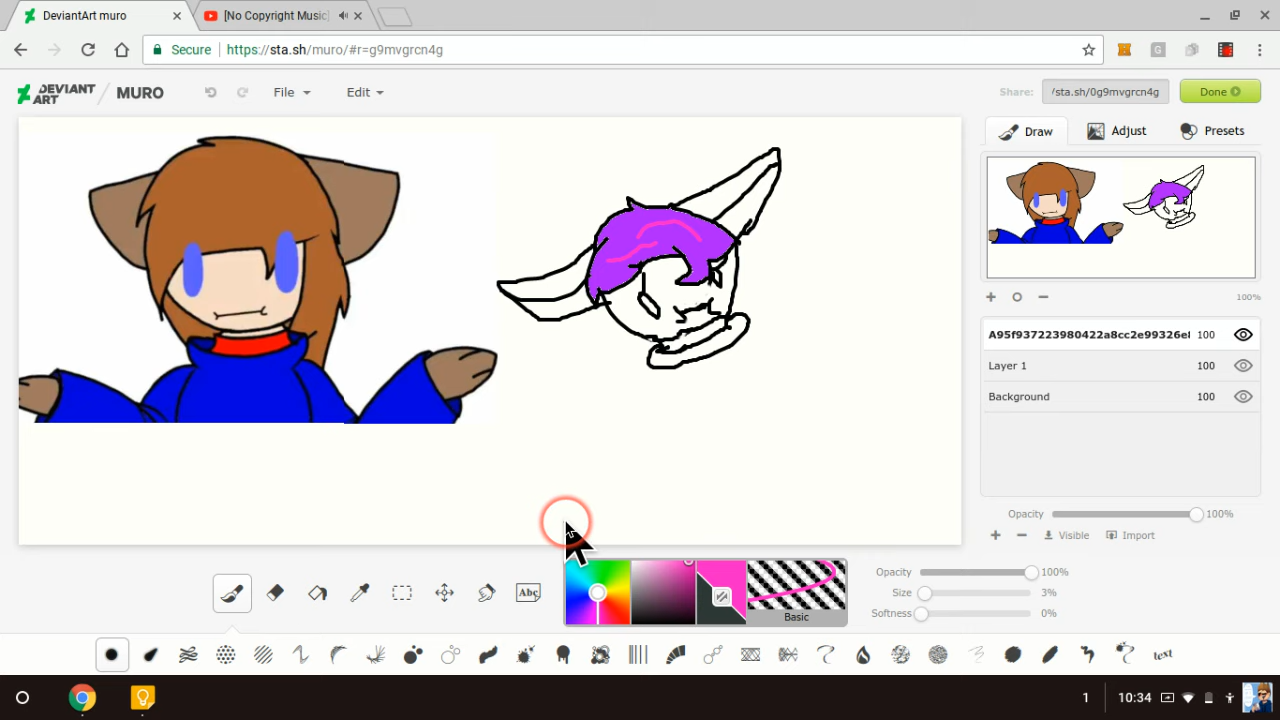 DeviantArt muro
[No Copyright Music]
Secure
https://sta.sh/muro/#r=g9mvgrcn4g
DEVIANT
ART
MURO
File
Edit
Share:
/sta.sh/0g9mvgrcn4g
Done
Draw
Adjust
Presets
100%
A95f937223980422a8cc2e99326el
100
Layer 1
100
Background
100
Opacity
100%
Visible
Import
Abc
Basic
Opacity
100%
Size
3%
Softness
0%
text
1
10:34